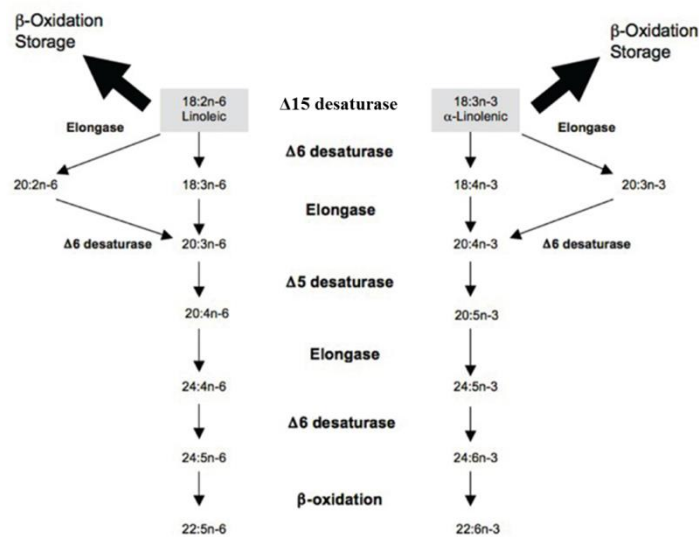 β-Oxidation
Storage
β-Oxidation
Storage
18:2n-6
Linoleic
Δ15 desaturase
18:3n-3
α-Linolenic
Elongase
Elongase
Δ6 desaturase
20:2n-6
18:3n-6
18:4n-3
20:3n-3
Elongase
Δ6 desaturase
20:3n-6
20:4n-3
Δ6 desaturase
Δ5 desaturase
20:4n-6
20:5n-3
Elongase
24:4n-6
24:5n-3
Δ6 desaturase
24:5n-6
24:6n-3
β-oxidation
22:5n-6
22:6n-3